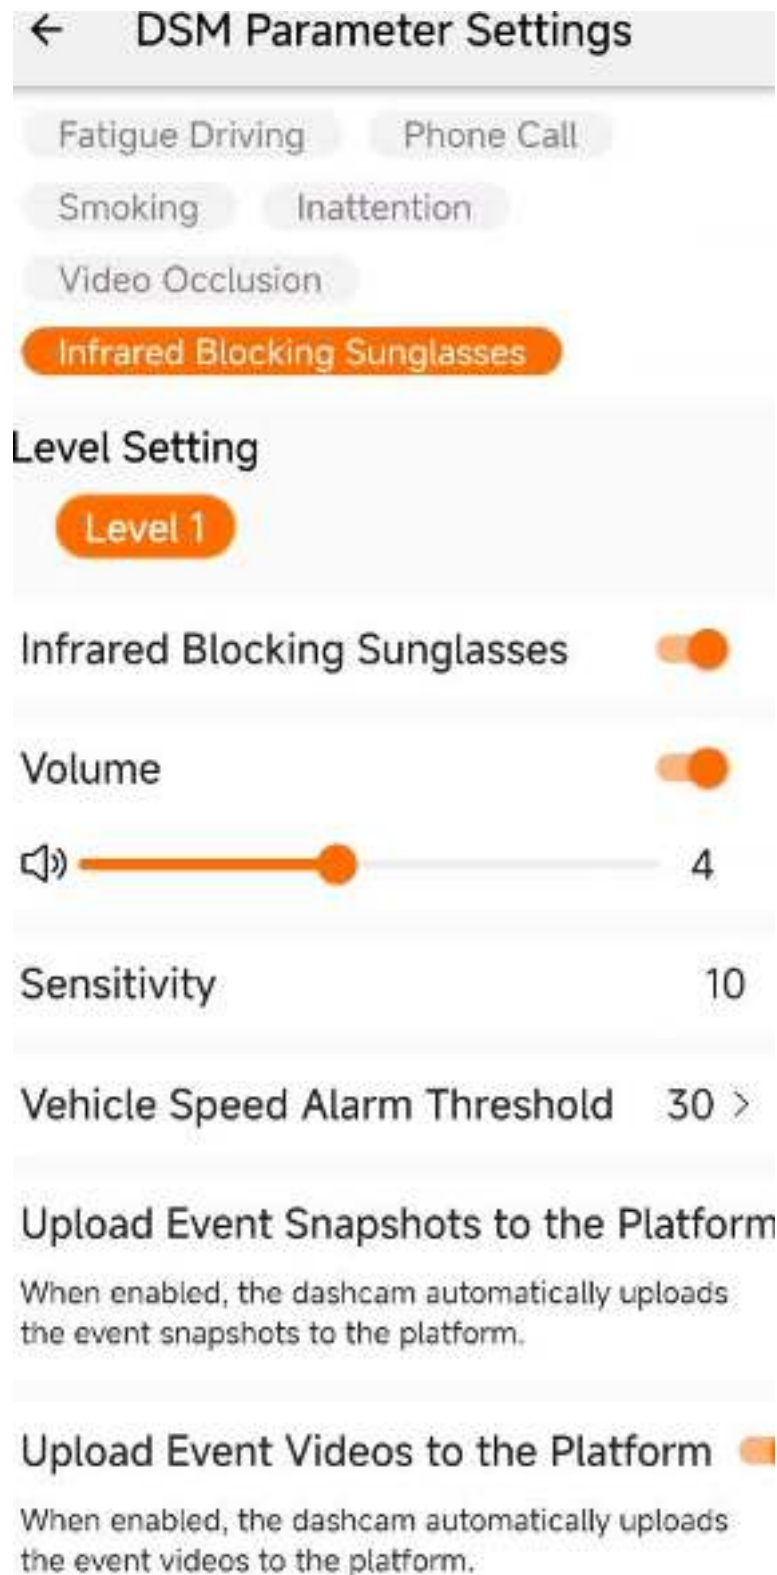 DSM Parameter Settings
Fatigue Driving Phone Call
Smoking Inattention
Video Occlusion
Infrared Blocking Sunglasses
Level Setting
Level 1
Infrared Blocking Sunglasses
Volume
4
Sensitivity 10
Vehicle Speed Alarm Threshold 30 >
Upload Event Snapshots to the Platform
When enabled, the dashcam automatically uploads
the event snapshots to the platform.
Upload Event Videos to the Platform
When enabled, the dashcam automatically uploads
the event videos to the platform.